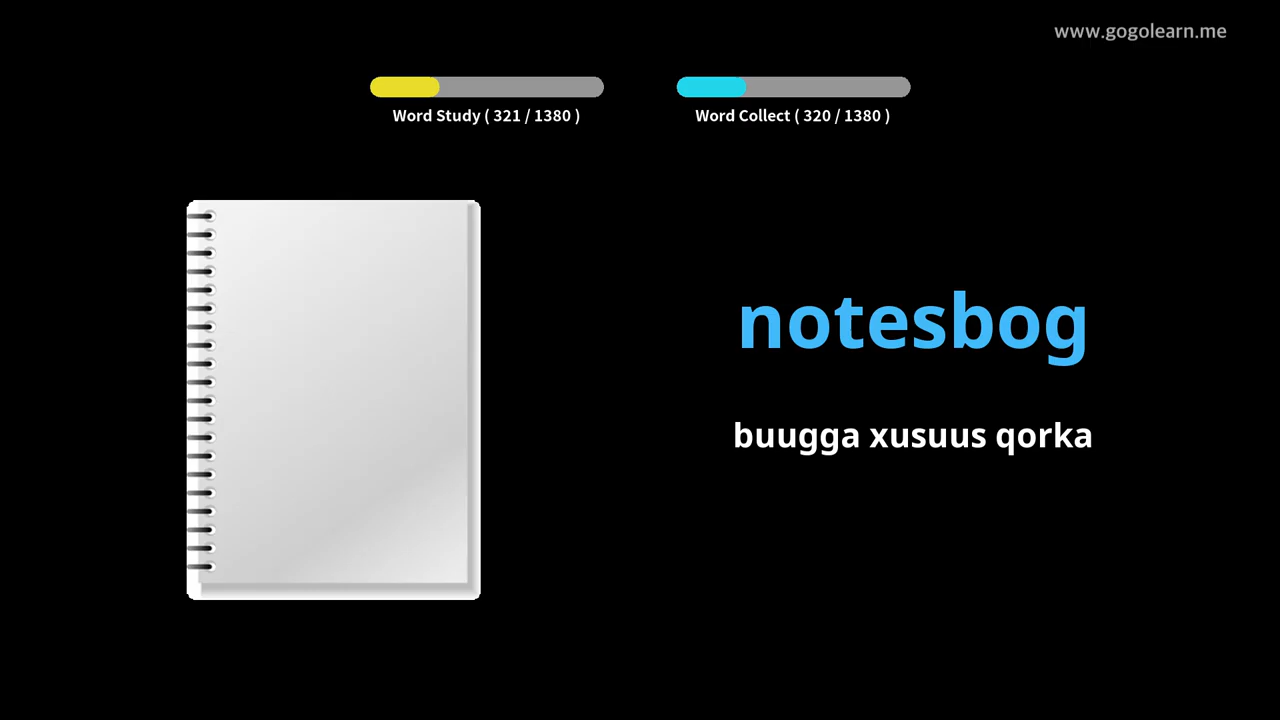 www.gogolearn.me
Word Study ( 321 / 1380 )
Word Collect ( 320 / 1380 )
notesbog
buugga xusuus qorka